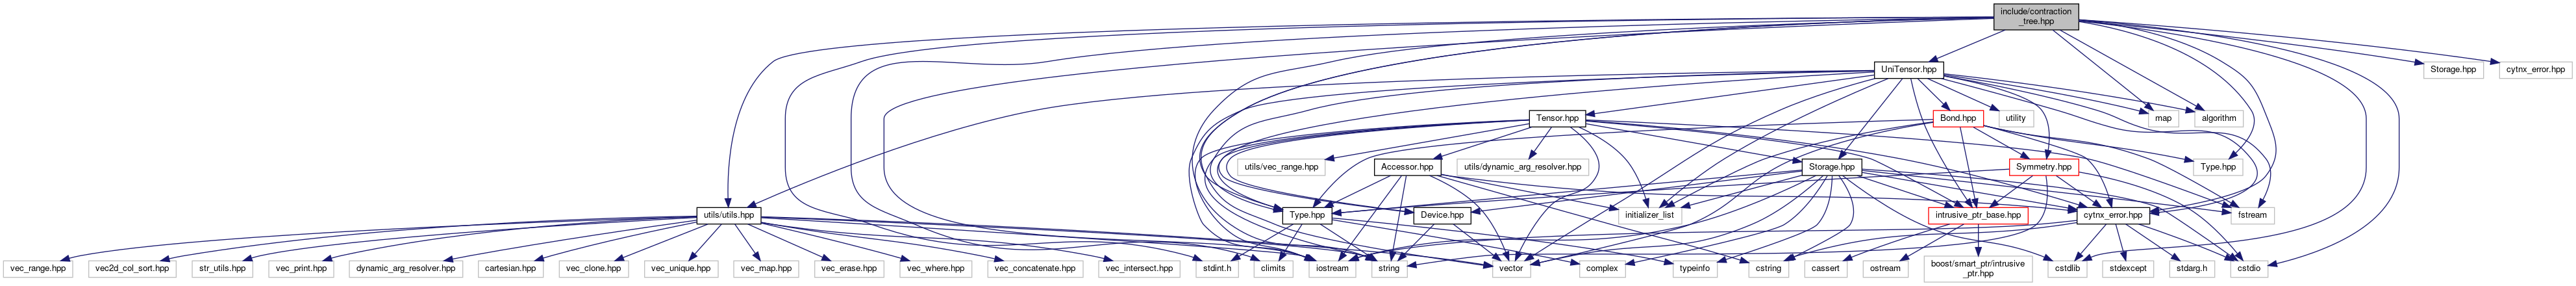 include/contraction
_tree.hpp
UniTensor.hpp
Storage.hpp
cytnx_error.hpp
Tensor.hpp
Bond.hpp
utility
map
algorithm
utils/vec_range.hpp
Accessor.hpp
utils/dynamic_arg_resolver.hpp
Storage.hpp
Symmetry.hpp
Type.hpp
utils/utils.hpp
Type.hpp
Device.hpp
initializer_list
intrusive_ptr_base.hpp
cytnx_error.hpp
fstream
vec_range.hpp
vec2d_col_sort.hpp
str_utils.hpp
vec_print.hpp
dynamic_arg_resolver.hpp
cartesian.hpp
vec_clone.hpp
vec_unique.hpp
vec_map.hpp
vec_erase.hpp
vec_where.hpp
vec_concatenate.hpp
vec_intersect.hpp
stdint.h
climits
iostream
string
vector
complex
typeinfo
cstring
cassert
ostream
boost/smart_ptr/intrusive
_ptr.hpp
cstdlib
stdexcept
stdarg.h
cstdio